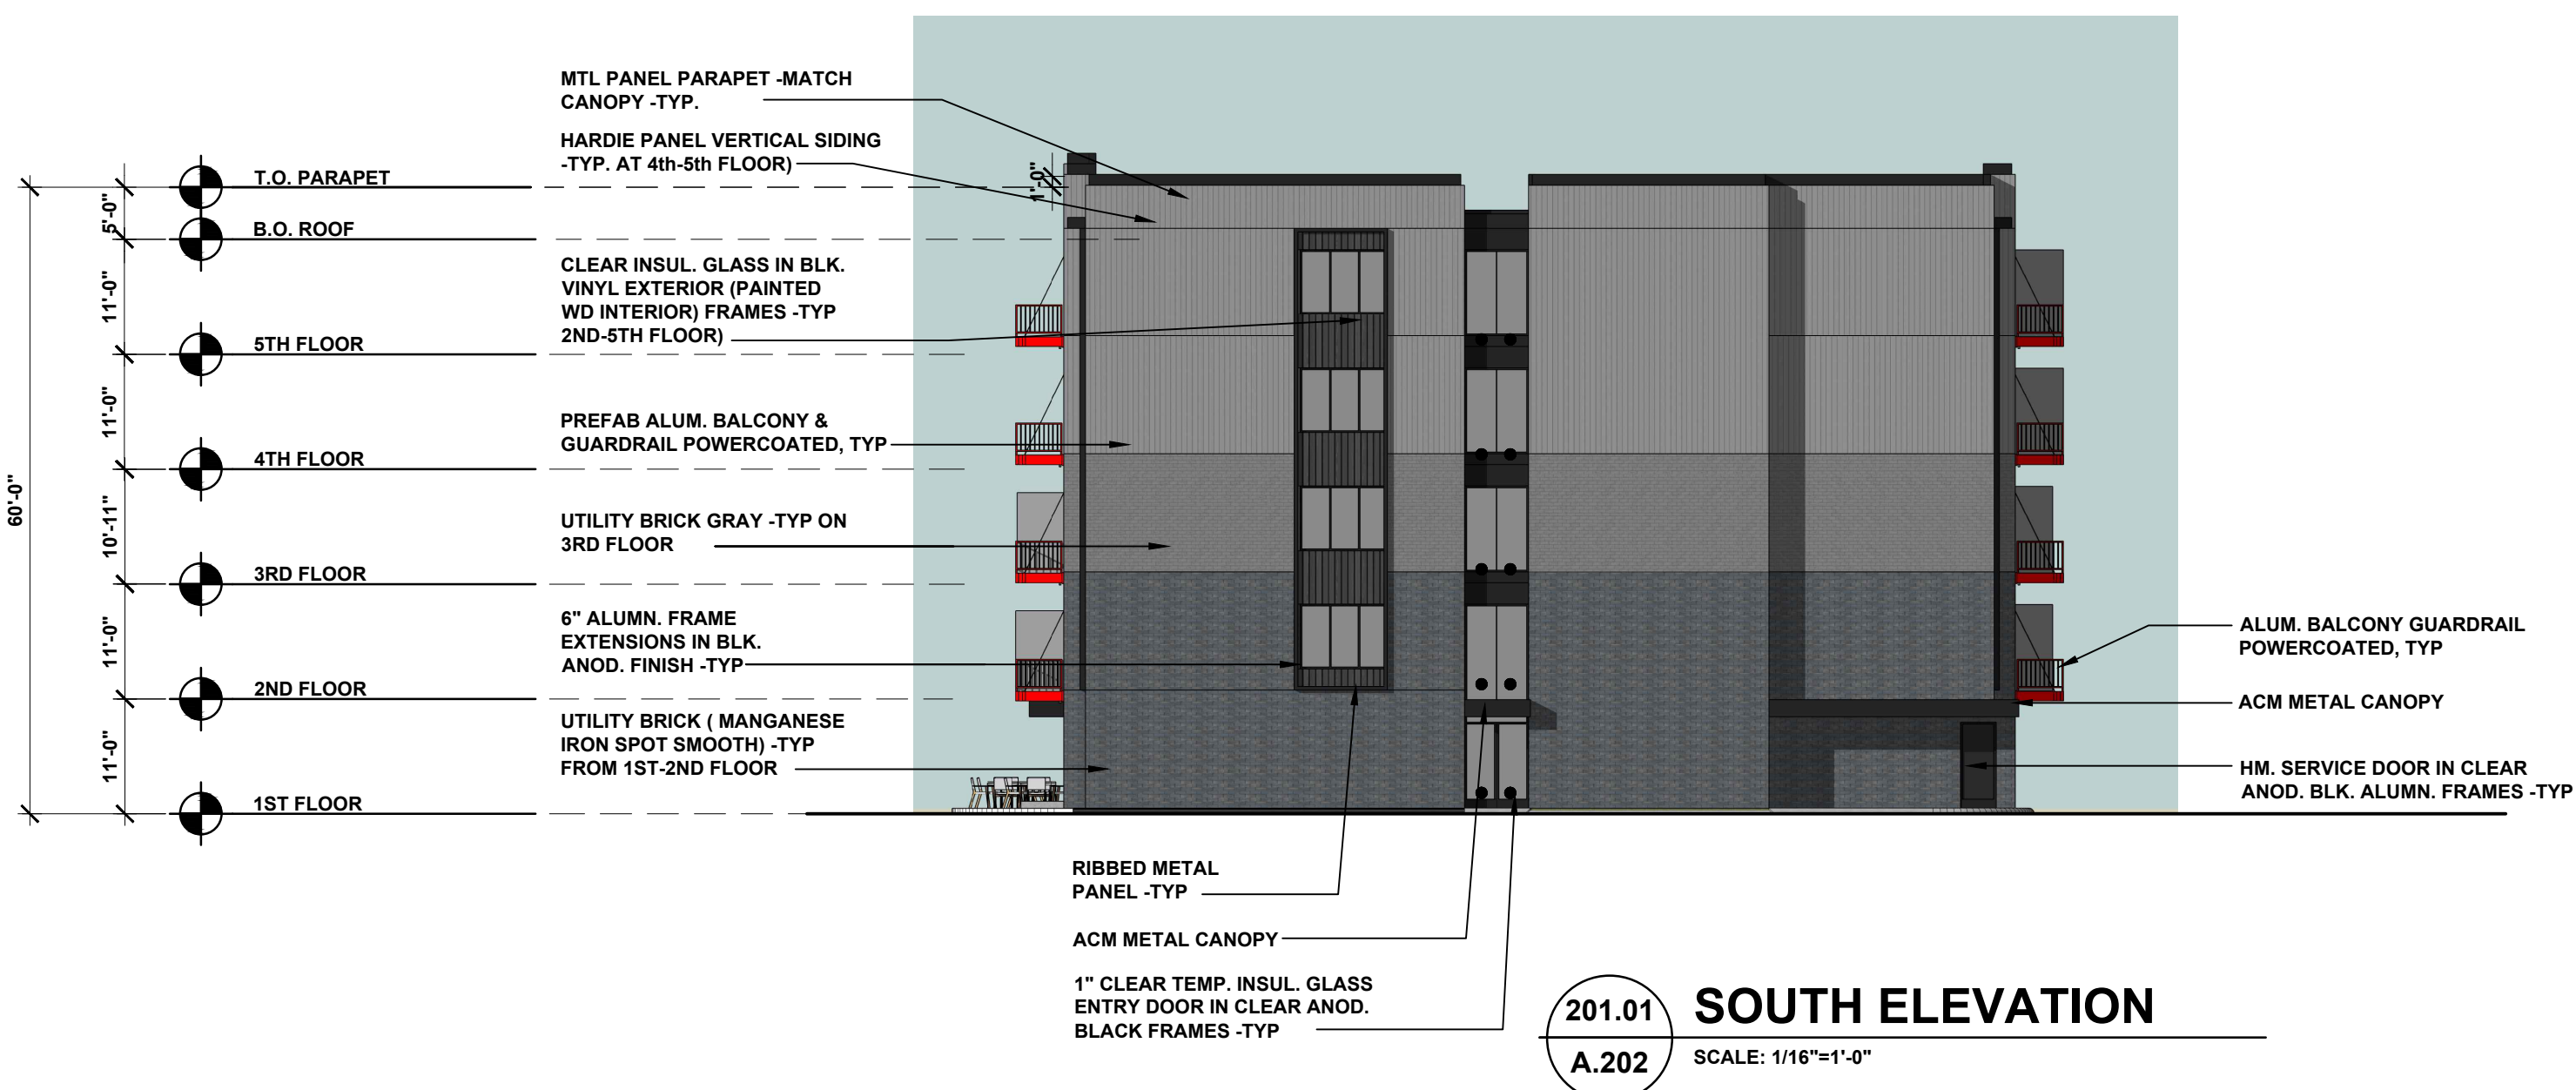 MTL PANEL PARAPET -MATCH
CANOPY -TYP.
HARDIE PANEL VERTICAL SIDING
-TYP. AT 4th-5th FLOOR)
T.O. PARAPET
1'-0"
5'-0"
B.O. ROOF
CLEAR INSUL. GLASS IN BLK.
VINYL EXTERIOR (PAINTED
WD INTERIOR) FRAMES -TYP
2ND-5TH FLOOR)
11'-0"
5TH FLOOR
11'-0"
PREFAB ALUM. BALCONY &
GUARDRAIL POWERCOATED, TYP
4TH FLOOR
60'-0"
10'-11"
UTILITY BRICK GRAY -TYP ON
3RD FLOOR
3RD FLOOR
11'-0"
6" ALUMN. FRAME
EXTENSIONS IN BLK.
ANOD. FINISH -TYP
2ND FLOOR
11'-0"
UTILITY BRICK ( MANGANESE
IRON SPOT SMOOTH) -TYP
FROM 1ST-2ND FLOOR
1ST FLOOR
ALUM. BALCONY GUARDRAIL
POWERCOATED, TYP
ACM METAL CANOPY
HM. SERVICE DOOR IN CLEAR
ANOD. BLK. ALUMN. FRAMES -TYP
RIBBED METAL
PANEL -TYP
ACM METAL CANOPY
1" CLEAR TEMP. INSUL. GLASS
ENTRY DOOR IN CLEAR ANOD.
BLACK FRAMES -TYP
201.01
A.202
SOUTH ELEVATION
SCALE: 1/16"=1'-0"